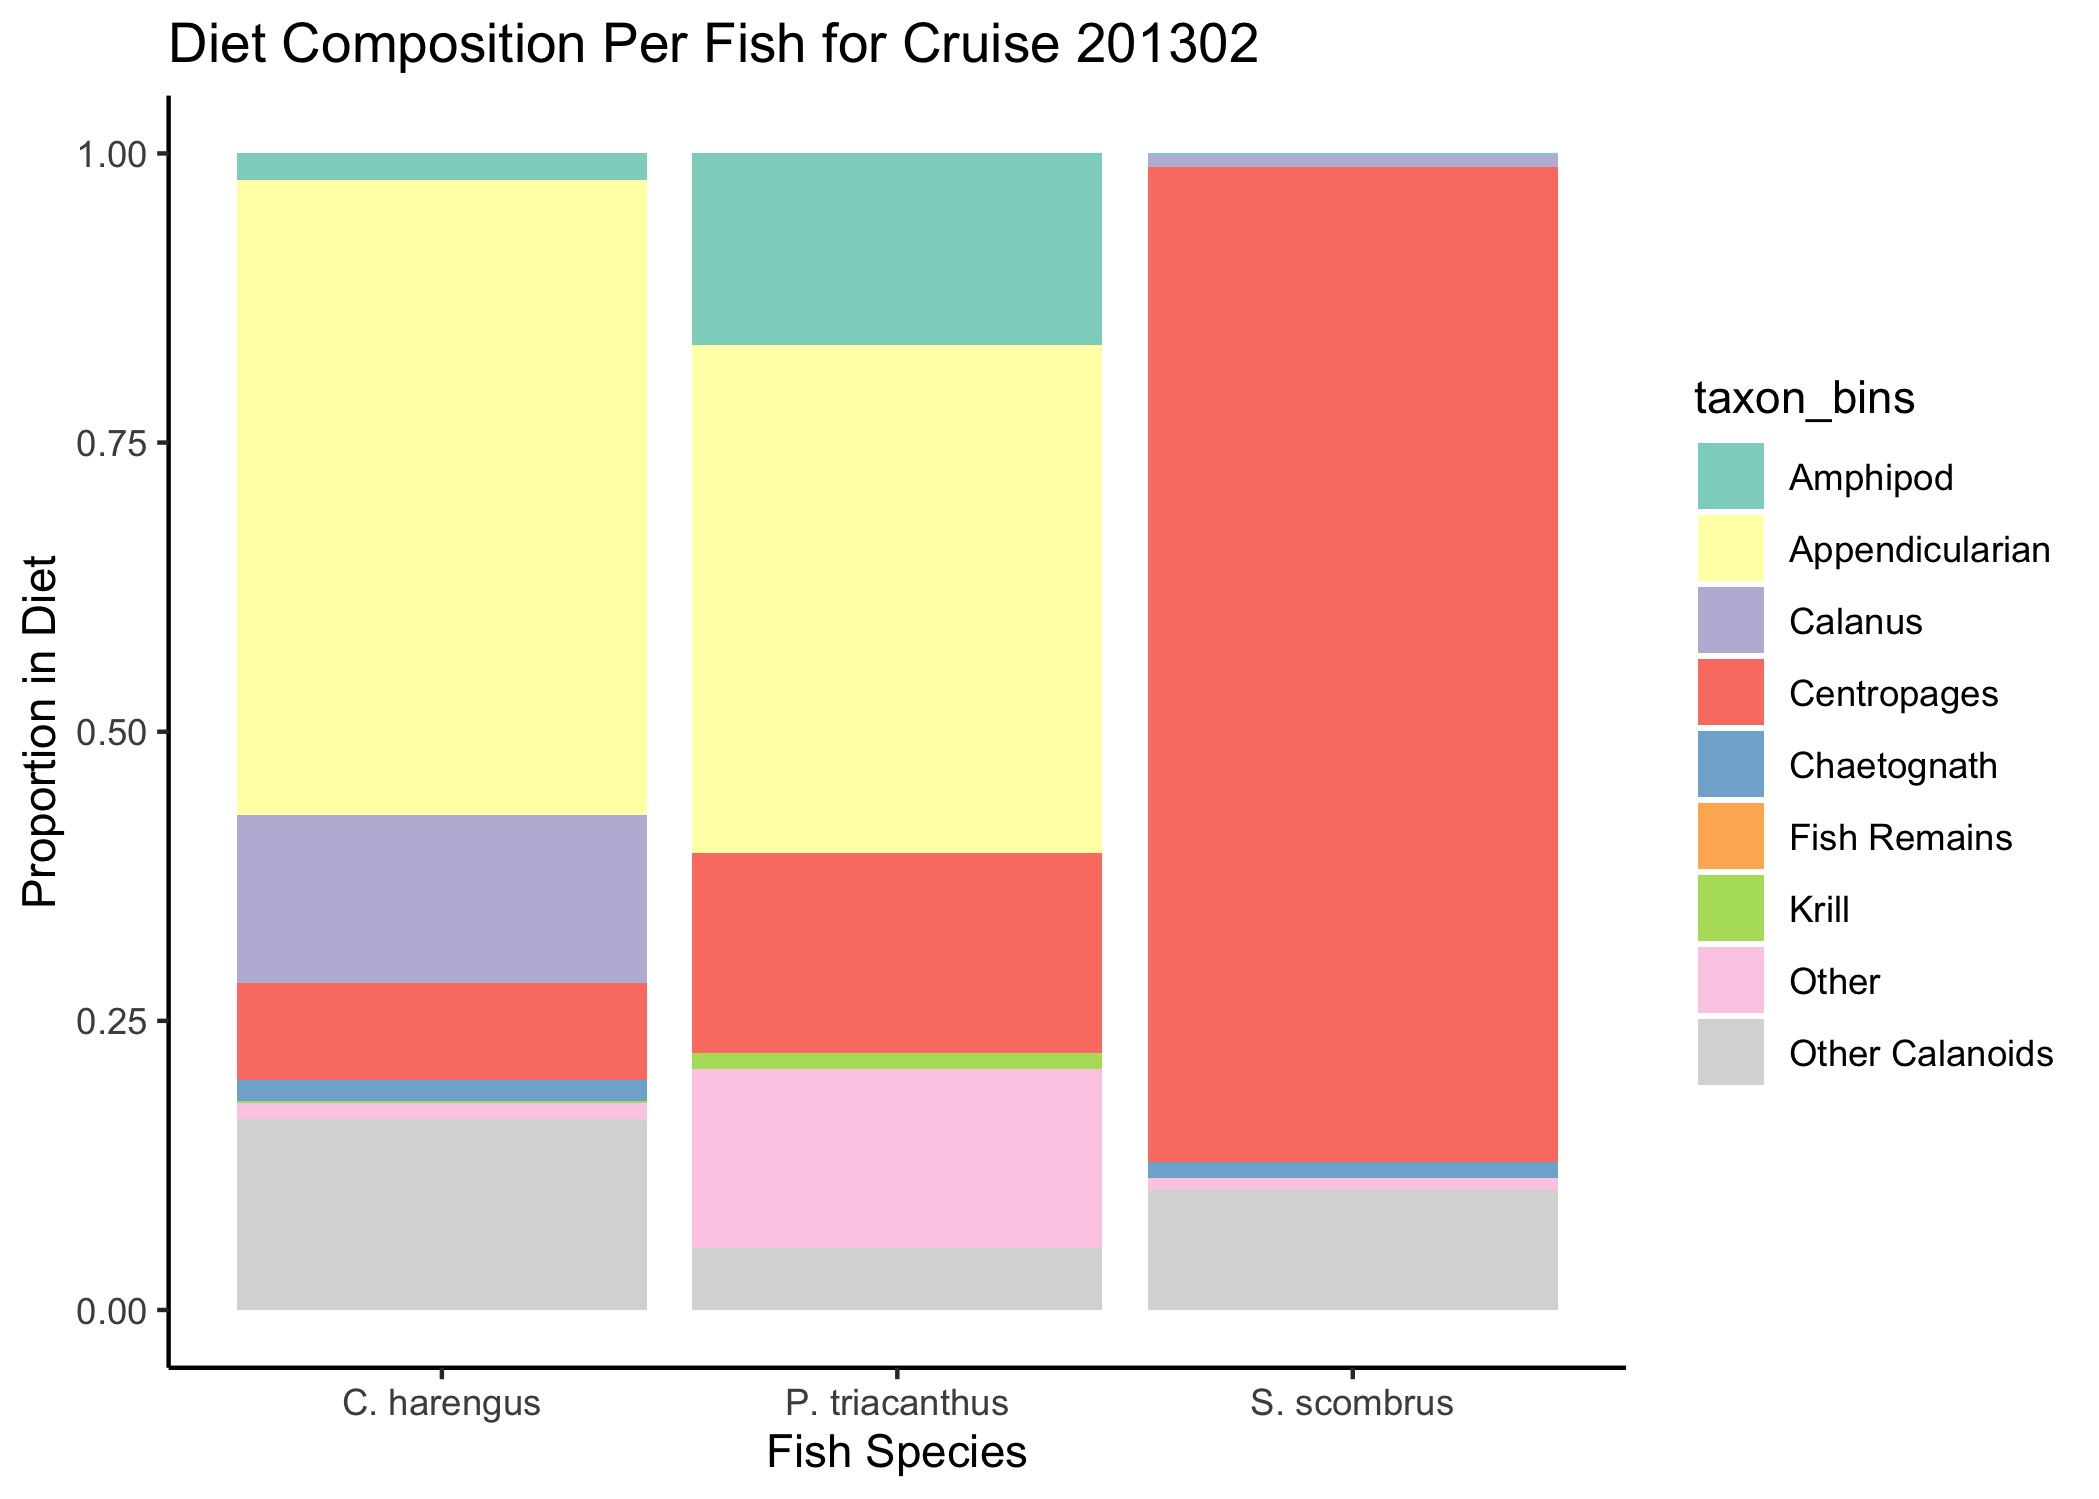 Diet Composition Per Fish for Cruise 201302
1.00
0.75
0.50
0.25
0.00
Proportion in Diet
C. harengus
P. triacanthus
S. scombrus
Fish Species
taxon_bins
Amphipod
Appendicularian
Calanus
Centropages
Chaetognath
Fish Remains
Krill
Other
Other Calanoids